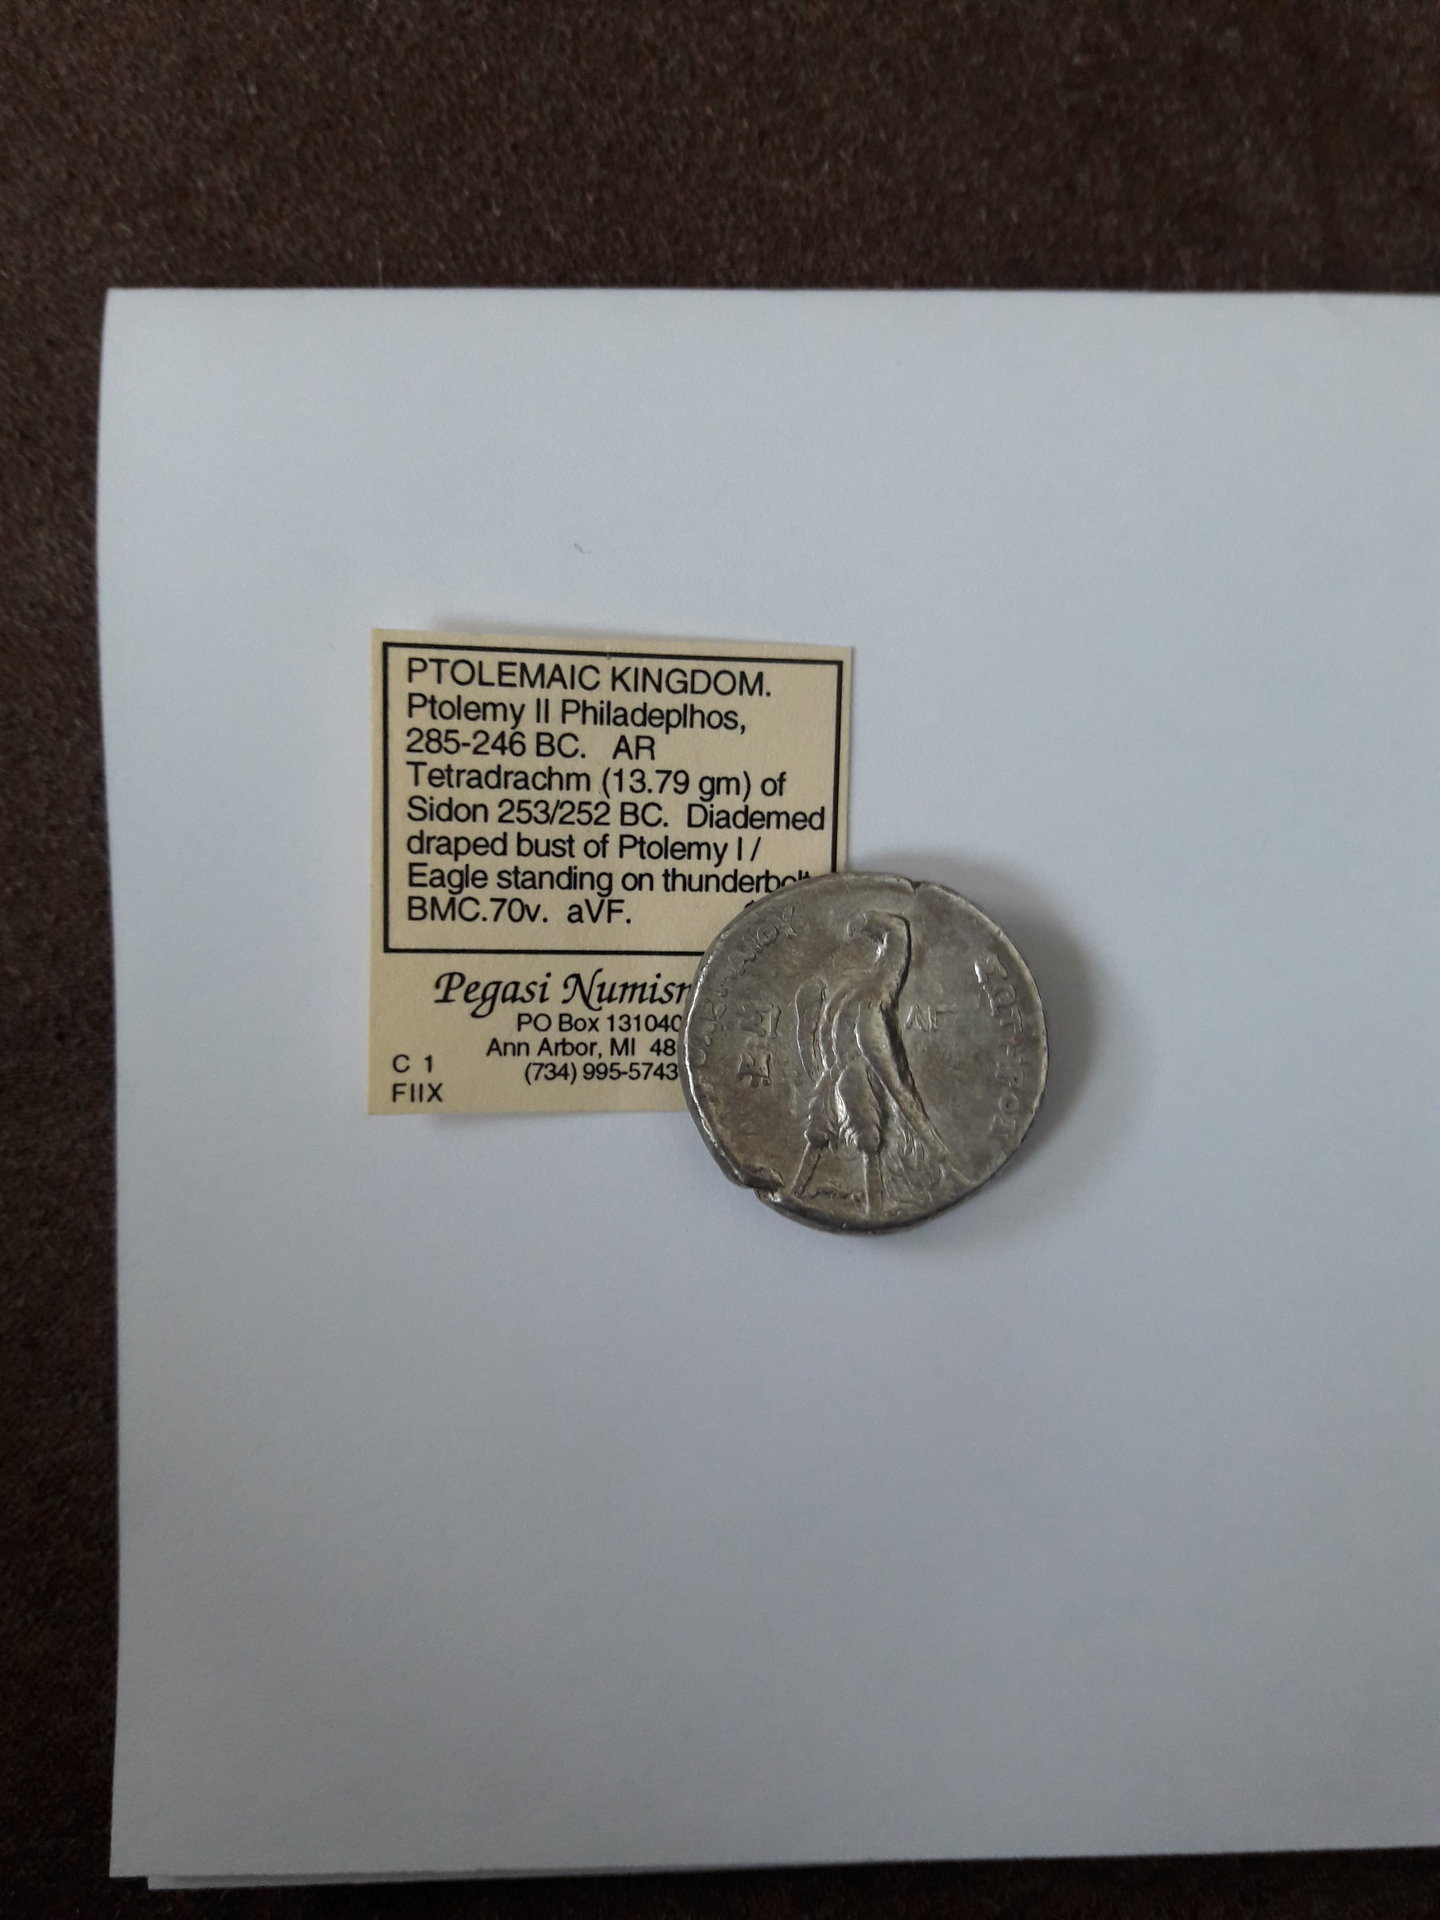 PTOLEMAIC KINGDOM.
Ptolemy II Philadeplhos,
285-246 BC. AR
Tetradrachm (13.79 gm) of
Sidon 253/252 BC. Diademed
draped bust of Ptolemy I /
Eagle standing on thunderbolt
BMC.70v. aVF.
Pegasi
PO Box 131040
Ann Arbor, MI 48
(734) 995-5743
C 1
FIIX
ΣΩΤΗΡΟΣ
ΛΓ
ΣΙ